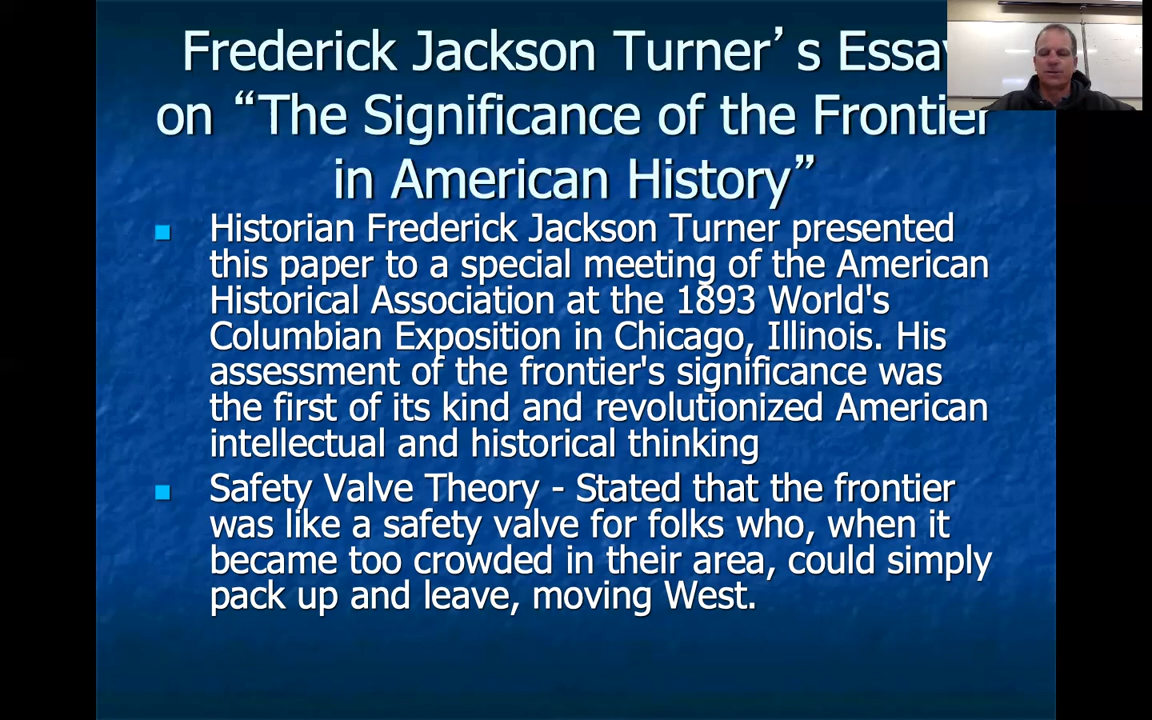 Frederick Jackson Turner’s Essay
on “The Significance of the Frontier
in American History”
Historian Frederick Jackson Turner presented
this paper to a special meeting of the American
Historical Association at the 1893 World's
Columbian Exposition in Chicago, Illinois. His
assessment of the frontier's significance was
the first of its kind and revolutionized American
intellectual and historical thinking
Safety Valve Theory - Stated that the frontier
was like a safety valve for folks who, when it
became too crowded in their area, could simply
pack up and leave, moving West.